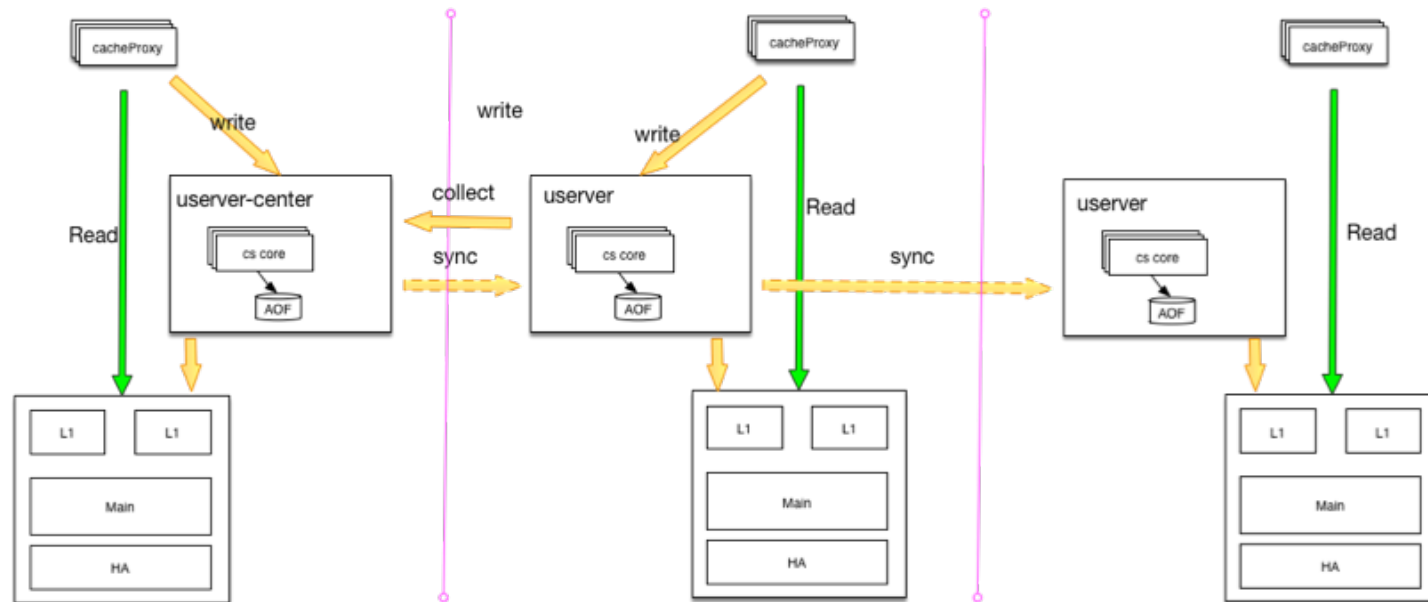 cacheProxy
cacheProxy
cacheProxy
write
write
write
userver-center
collect
userver
userver
Read
Read
Read
cs core
sync
cs core
sync
cs core
AOF
AOF
AOF
L1
L1
L1
L1
L1
L1
Main
Main
Main
HA
HA
HA